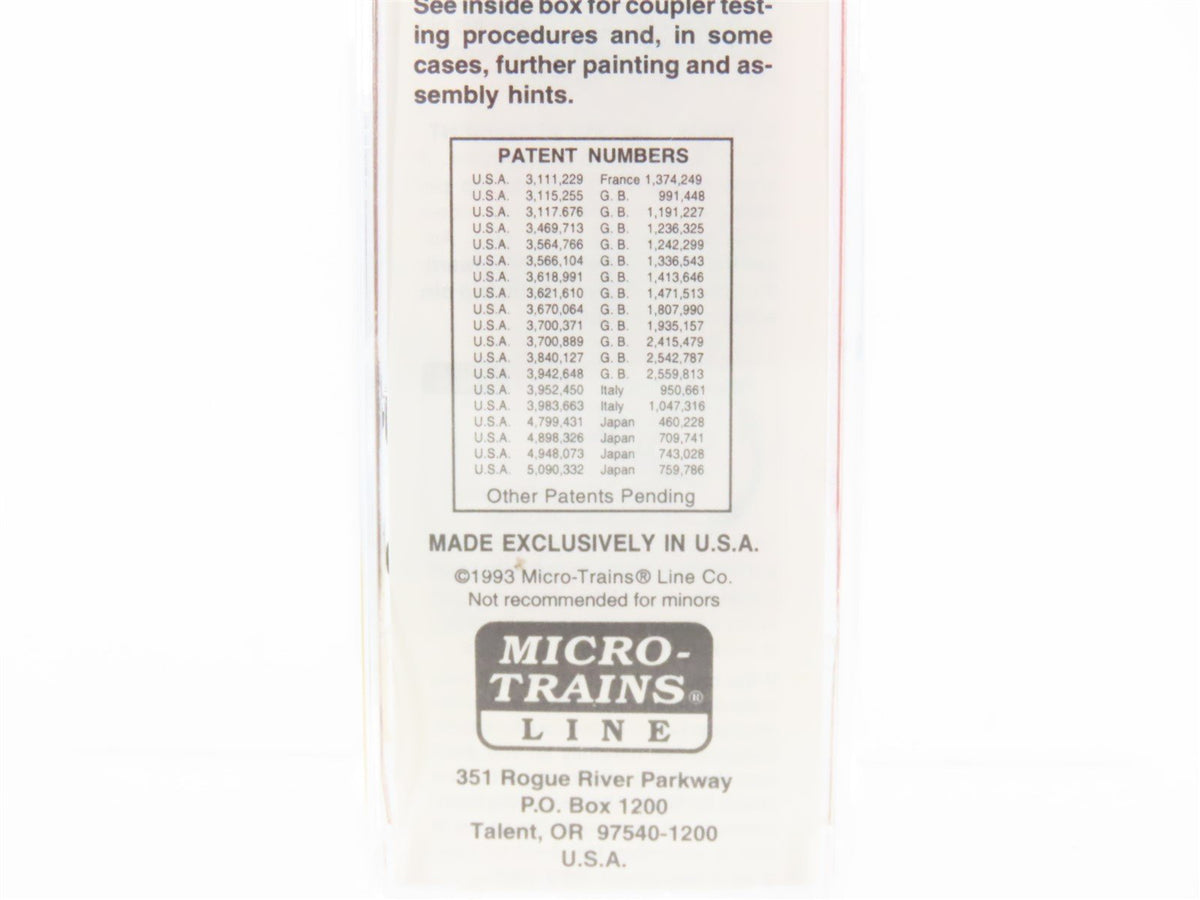 See inside box for coupler test-
ing procedures and, in some
cases, further painting and as-
sembly hints.
PATENT NUMBERS
U.S.A. 3,111,229 France 1,374,249
U.S.A. 3,115,255 G. B. 991,448
U.S.A. 3,117.676 G. B. 1,191,227
U.S.A. 3,469,713 G. B. 1,236,325
U.S.A. 3,564,766 G. B. 1,242,299
U.S.A. 3,566,104 G. B. 1,336,543
U.S.A. 3,618,991 G. B. 1,413,646
U.S.A. 3,621,610 G. B. 1,471,513
U.S.A. 3,670,064 G. B. 1,807,990
U.S.A. 3,700,371 G. B. 1,935,157
U.S.A. 3,700,889 G. B. 2,415,479
U.S.A. 3,840,127 G. B. 2,542,787
U.S.A. 3,942,648 G. B. 2,559,813
U.S.A. 3,952,450 Italy 950,661
U.S.A. 3,983,663 Italy 1,047,316
U.S.A. 4,799,431 Japan 460,228
U.S.A. 4,898,326 Japan 709,741
U.S.A. 4,948,073 Japan 743,028
U.S.A. 5,090,332 Japan 759,786
Other Patents Pending
MADE EXCLUSIVELY IN U.S.A.
©1993 Micro-Trains® Line Co.
Not recommended for minors
MICRO-
TRAINS®
LINE
351 Rogue River Parkway
P.O. Box 1200
Talent, OR 97540-1200
U.S.A.